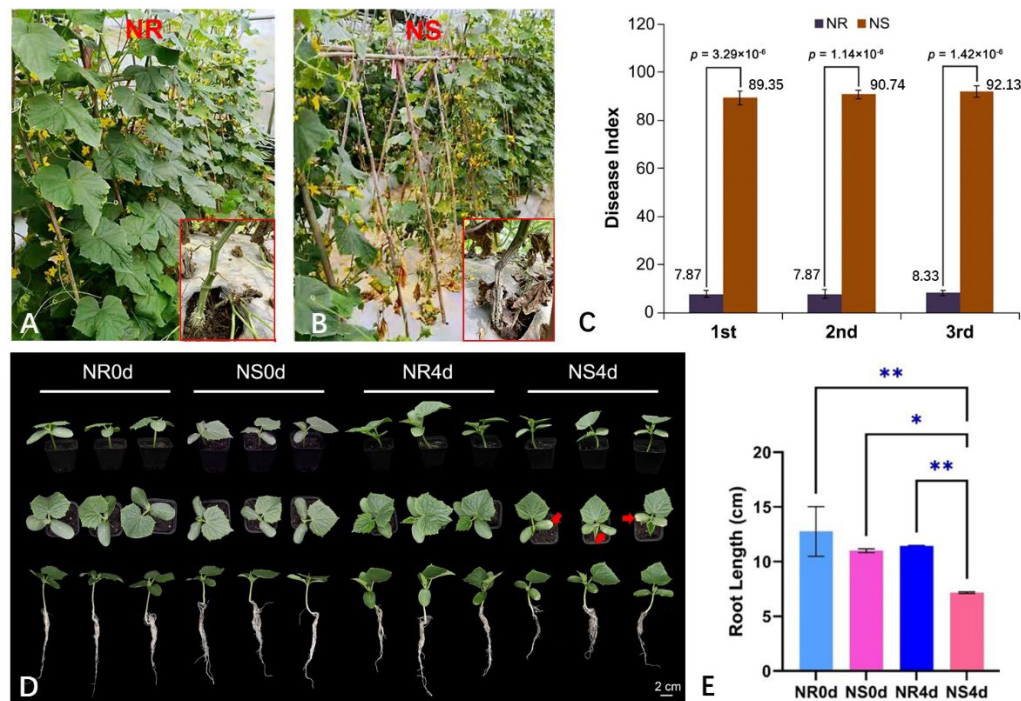 NR
A
NS
B
120
100
80
60
40
20
0
Disease Index
NR NS
p = 3.29×10-6
p = 1.14×10-6
p = 1.42×10-6
89.35
90.74
92.13
7.87
7.87
8.33
1st 2nd 3rd
C
NR0d NS0d NR4d NS4d
2 cm
D
**
*
**
20
15
10
5
0
Root Length (cm)
NR0d NS0d NR4d NS4d
E